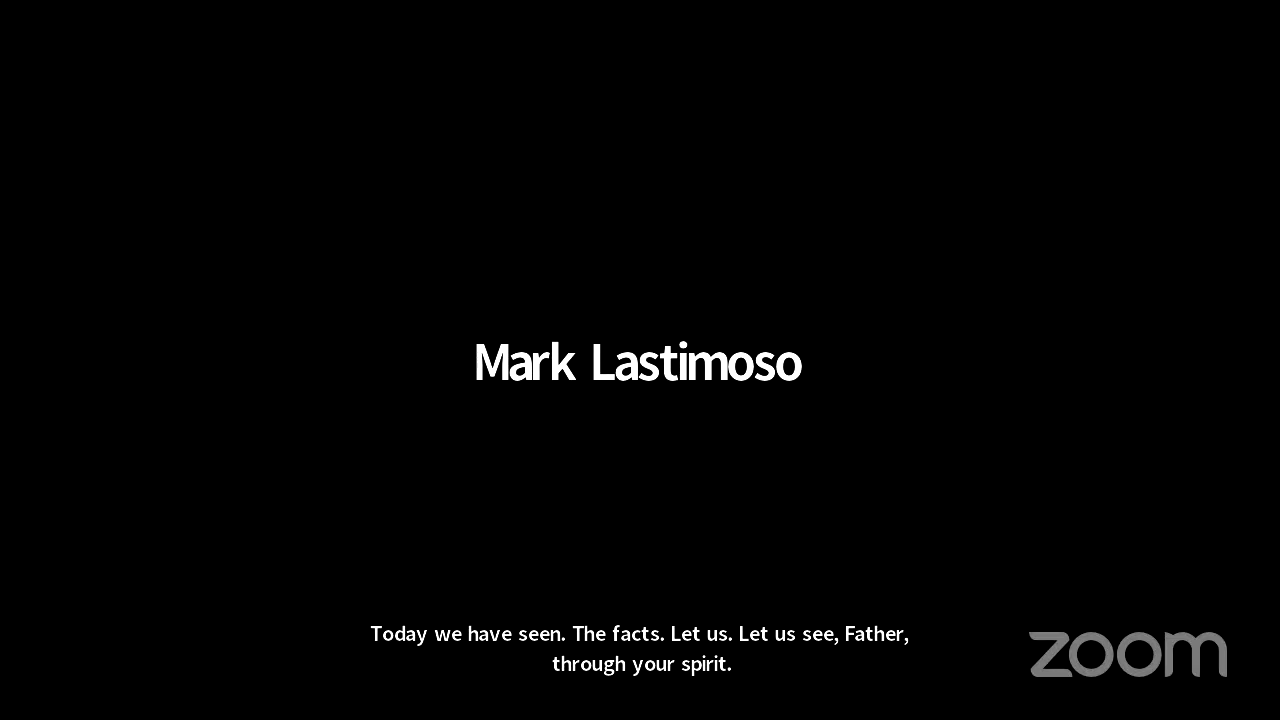 Mark Lastimoso
Today we have seen. The facts. Let us. Let us see, Father,
through your spirit.
zoom